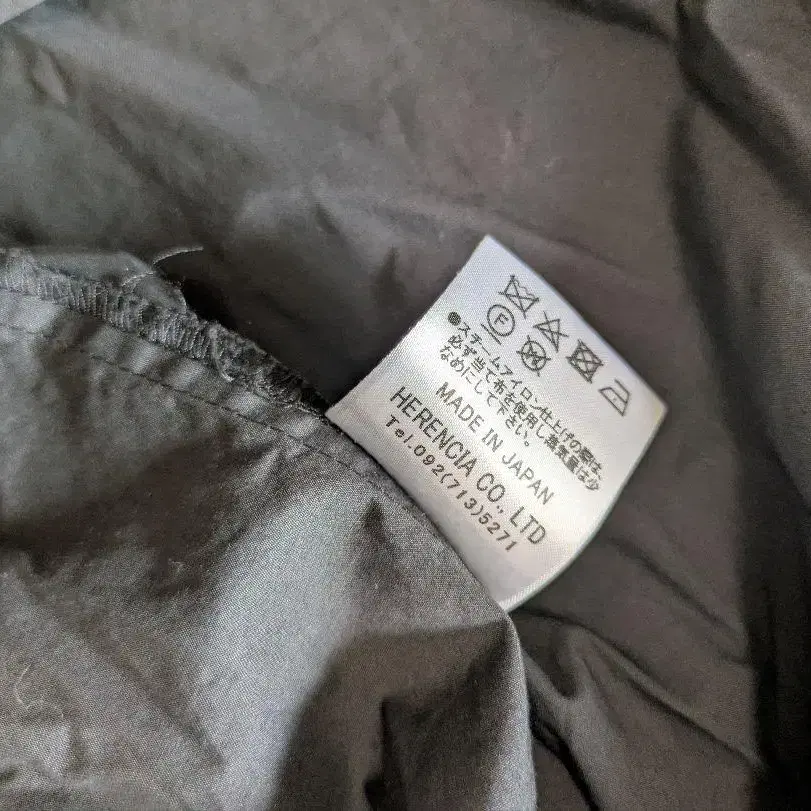 F W
●スチームアイロン仕上げの際は、
必ず当て布を使用し蒸気量は少
なめにして下さい。
MADE IN JAPAN
HERENCIA CO., LTD
Tel.092(713)5271